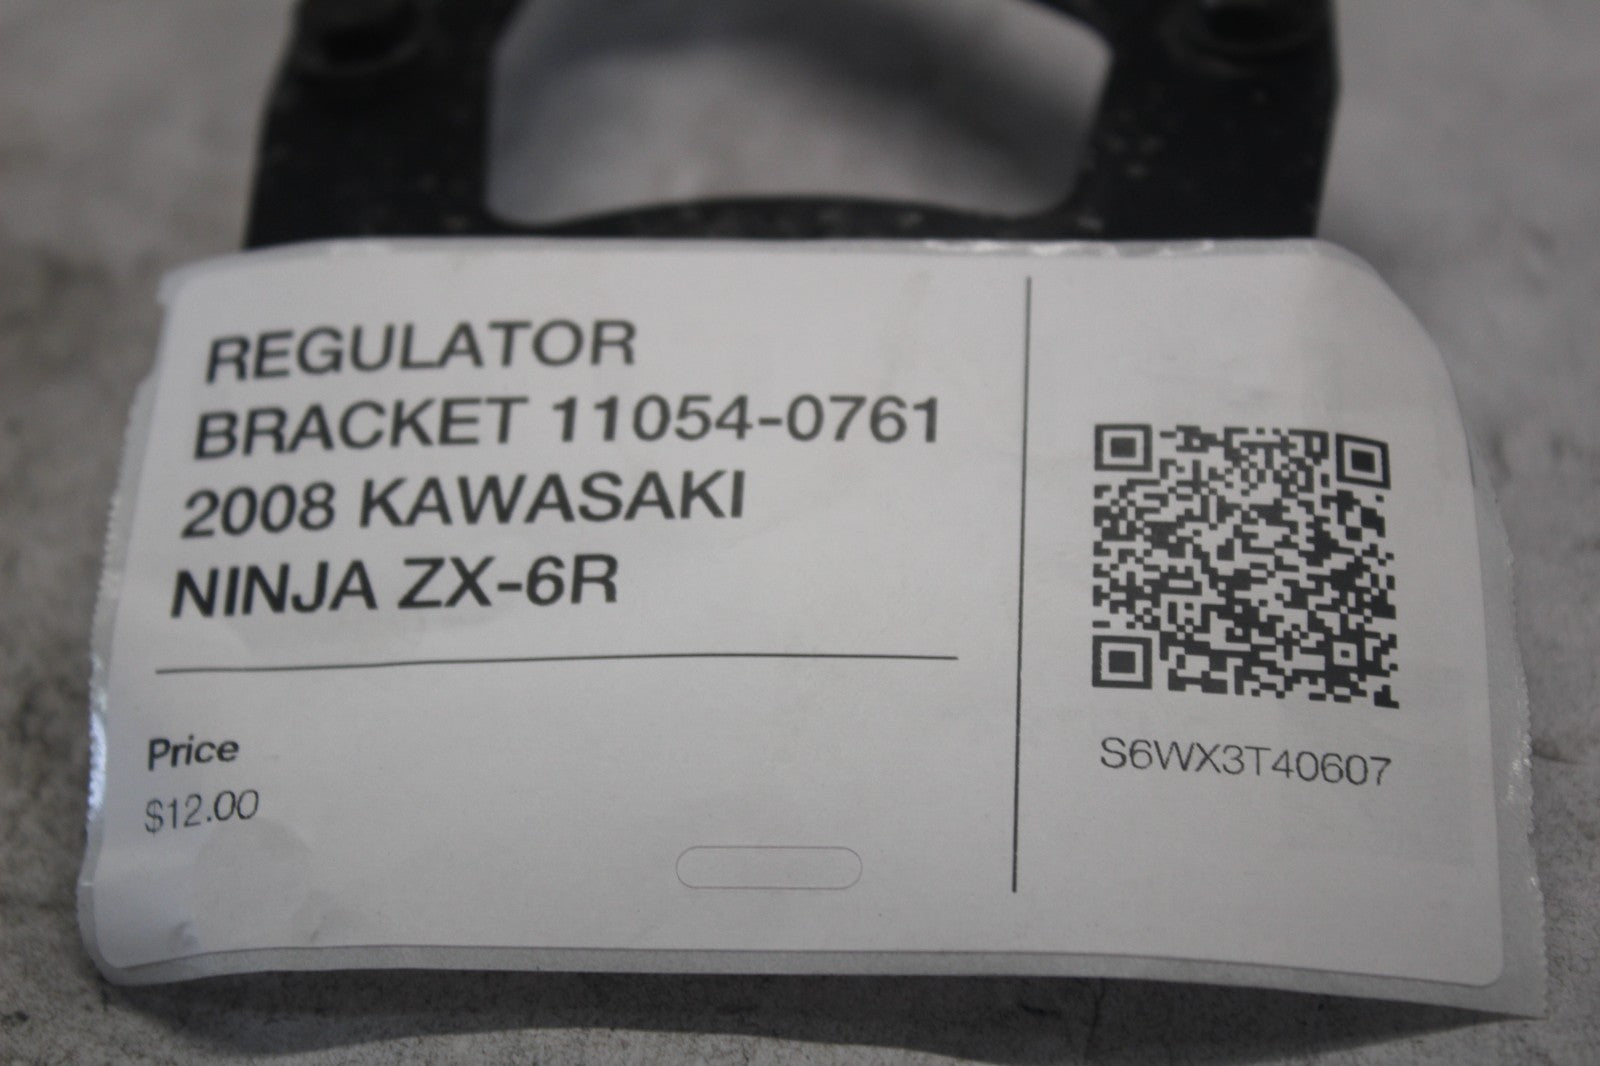 REGULATOR
BRACKET 11054-0761
2008 KAWASAKI
NINJA ZX-6R
Price
$12.00
S6WX3T40607